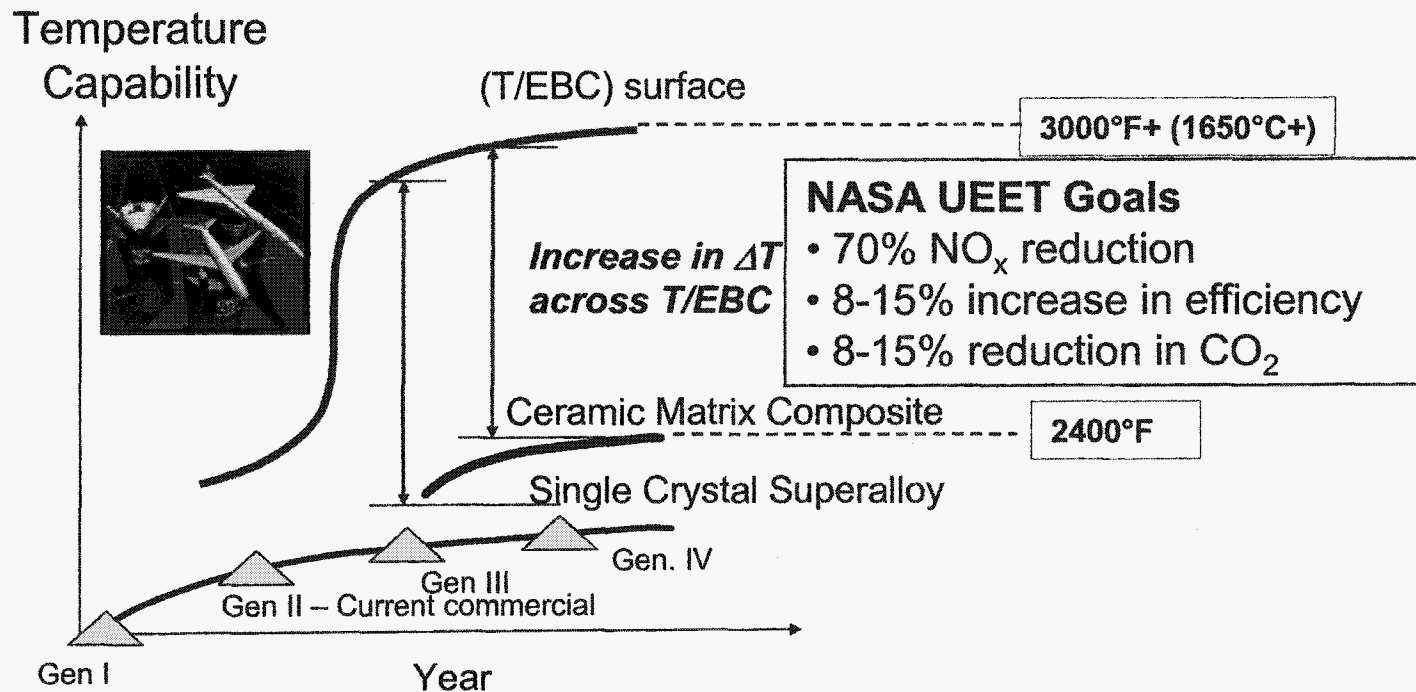 Temperature
Capability
(T/EBC) surface
3000°F+ (1650°C+)
NASA UEET Goals
• 70% NOₓ reduction
• 8-15% increase in efficiency
• 8-15% reduction in CO₂
Increase in ΔT
across T/EBC
Ceramic Matrix Composite
2400°F
Single Crystal Superalloy
Gen. IV
Gen III
Gen II – Current commercial
Gen I
Year